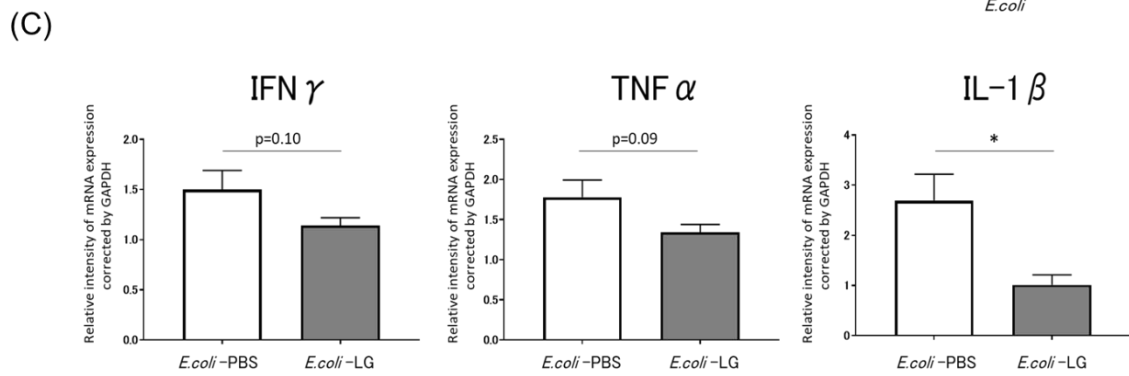 E.coli
(C)
IFN γ
Relative intensity of mRNA expression
corrected by GAPDH
2.0
1.5
1.0
0.5
0.0
p=0.10
E.coli-PBS
E.coli-LG
TNF α
Relative intensity of mRNA expression
corrected by GAPDH
2.5
2.0
1.5
1.0
0.5
0.0
p=0.09
E.coli-PBS
E.coli-LG
IL-1 β
Relative intensity of mRNA expression
corrected by GAPDH
4
3
2
1
0
*
E.coli-PBS
E.coli-LG